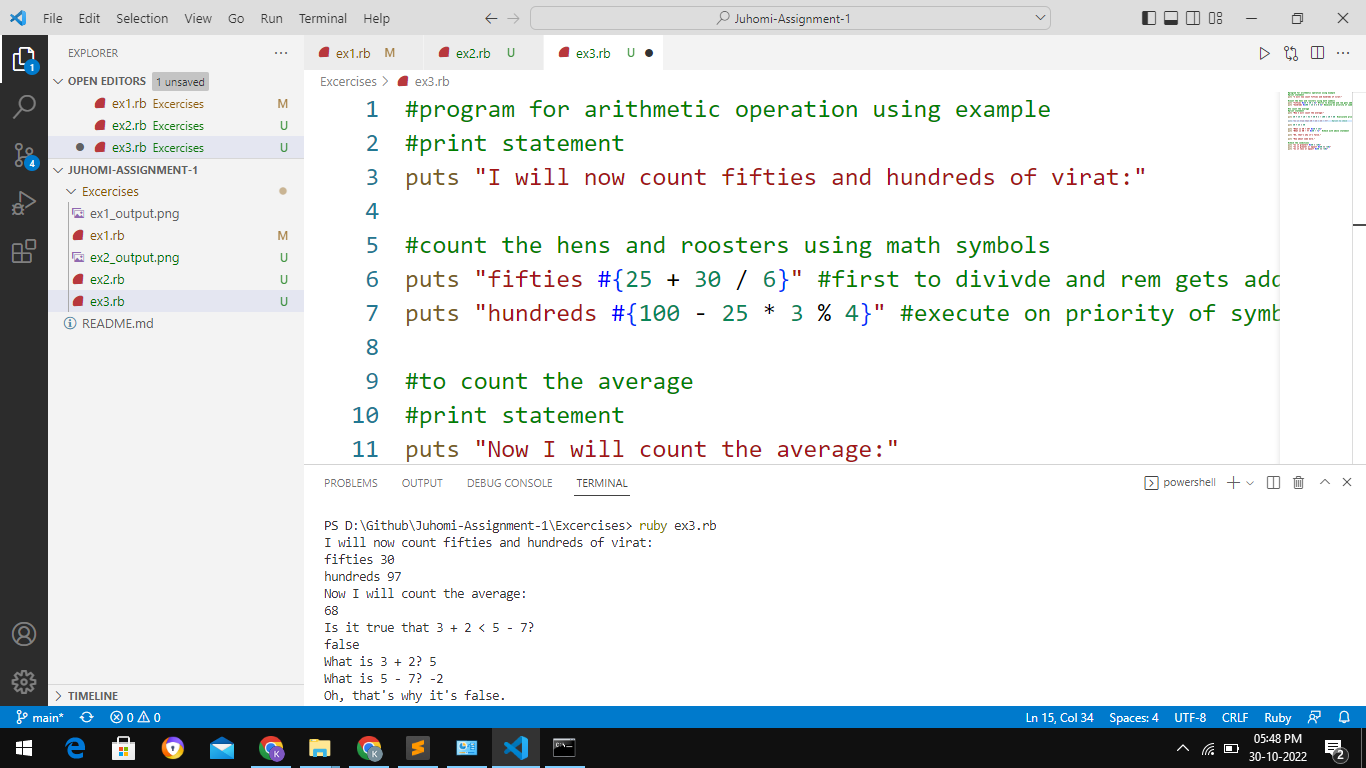 File Edit Selection View Go Run Terminal Help
Juhomi-Assignment-1
EXPLORER
OPEN EDITORS 1 unsaved
ex1.rb Excercises M
ex2.rb Excercises U
ex3.rb Excercises U
JUHOMI-ASSIGNMENT-1
Excercises
ex1_output.png
ex1.rb M
ex2_output.png U
ex2.rb U
ex3.rb U
README.md
TIMELINE
1
4
ex1.rb M ex2.rb U ex3.rb U
Excercises > ex3.rb
1 #program for arithmetic operation using example
2 #print statement
3 puts "I will now count fifties and hundreds of virat:"
4
5 #count the hens and roosters using math symbols
6 puts "fifties #{25 + 30 / 6}" #first to divivde and rem gets add
7 puts "hundreds #{100 - 25 * 3 % 4}" #execute on priority of symb
8
9 #to count the average
10 #print statement
11 puts "Now I will count the average:"
PROBLEMS OUTPUT DEBUG CONSOLE TERMINAL
powershell
PS D:\Github\Juhomi-Assignment-1\Excercises> ruby ex3.rb
I will now count fifties and hundreds of virat:
fifties 30
hundreds 97
Now I will count the average:
68
Is it true that 3 + 2 < 5 - 7?
false
What is 3 + 2? 5
What is 5 - 7? -2
Oh, that's why it's false.
main* 0 0
Ln 15, Col 34 Spaces: 4 UTF-8 CRLF Ruby
K
K
05:48 PM
30-10-2022
2